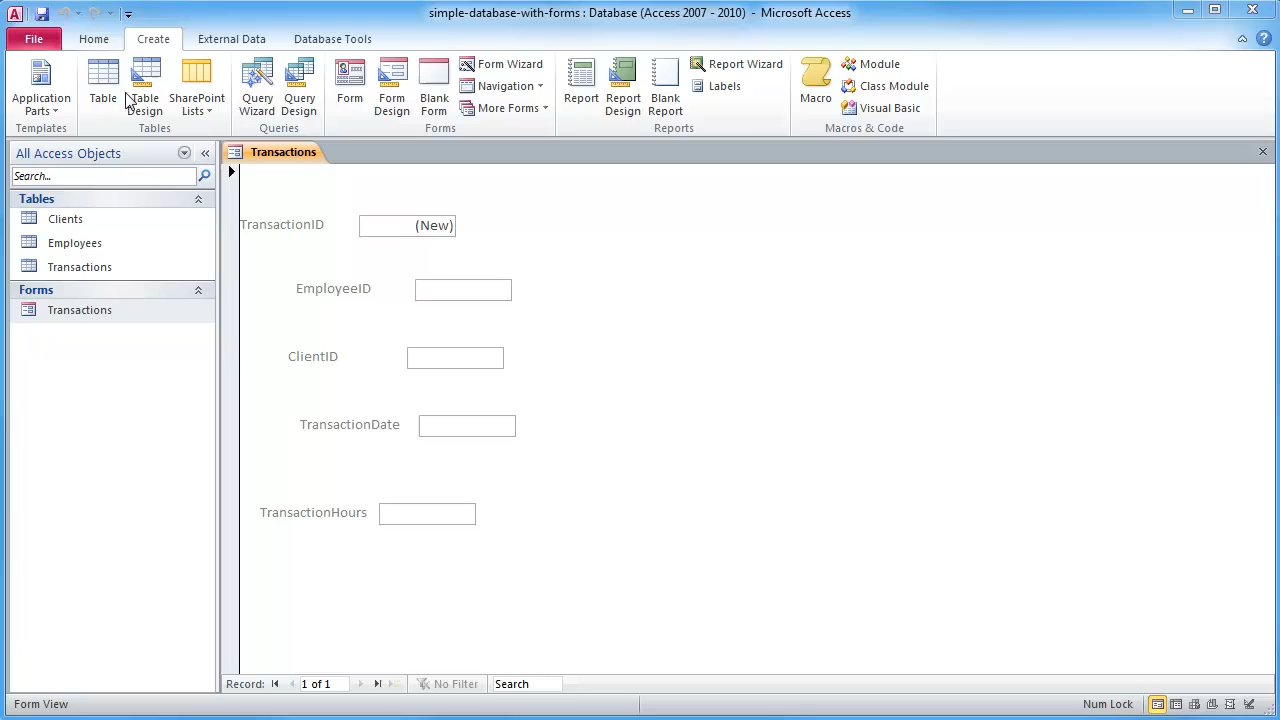 simple-database-with-forms : Database (Access 2007 - 2010) - Microsoft Access
File Home Create External Data Database Tools
Application Parts
Table
Table Design
SharePoint Lists
Query Wizard
Query Design
Form
Form Design
Blank Form
Form Wizard
Navigation
More Forms
Report
Report Design
Blank Report
Report Wizard
Labels
Macro
Module
Class Module
Visual Basic
Templates Tables Queries Forms Reports Macros & Code
All Access Objects
Search...
Tables
Clients
Employees
Transactions
Forms
Transactions
Transactions
TransactionID (New)
EmployeeID
ClientID
TransactionDate
TransactionHours
Record: 1 of 1 No Filter Search
Form View Num Lock